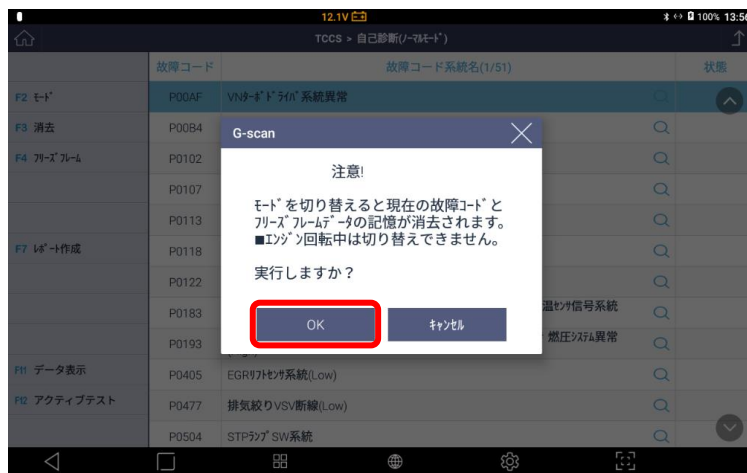 12.1V
100% 13:56
TCCS > 自己診断(ﾉｰﾏﾙﾓｰﾄﾞ)
故障コード 故障コード系統名(1/51) 状態
F2 ﾓｰﾄﾞ P00AF VNﾀｰﾎﾞﾄﾞﾗｲﾊﾞ系統異常
F3 消去 P00B4
G-scan
F4 ﾌﾘｰｽﾞﾌﾚｰﾑ P0102
注意!
P0107
ﾓｰﾄﾞを切り替えると現在の故障ｺｰﾄﾞと
P0113
ﾌﾘｰｽﾞﾌﾚｰﾑﾃﾞｰﾀの記憶が消去されます。
■ｴﾝｼﾞﾝ回転中は切り替えできません。
F7 ﾚﾎﾟｰﾄ作成 P0118
実行しますか？
P0122
P0183 温ｾﾝｻ信号系統
OK ｷｬﾝｾﾙ
P0193 燃圧ｼｽﾃﾑ異常
F11 データ表示 P0405 EGRﾘﾌﾄｾﾝｻ系統(Low)
F12 アクティブテスト P0477 排気絞りVSV断線(Low)
P0504 STPﾗﾝﾌﾟSW系統